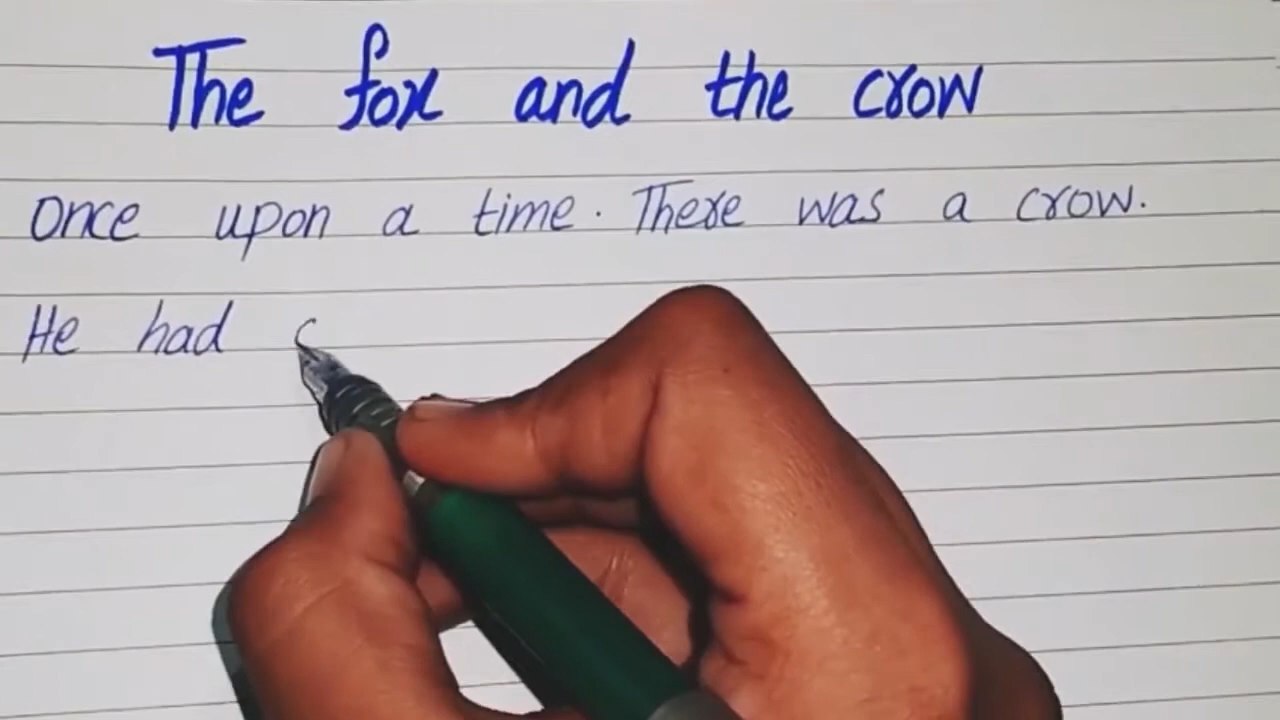 The fox and the crow
Once upon a time. There was a crow.
He had